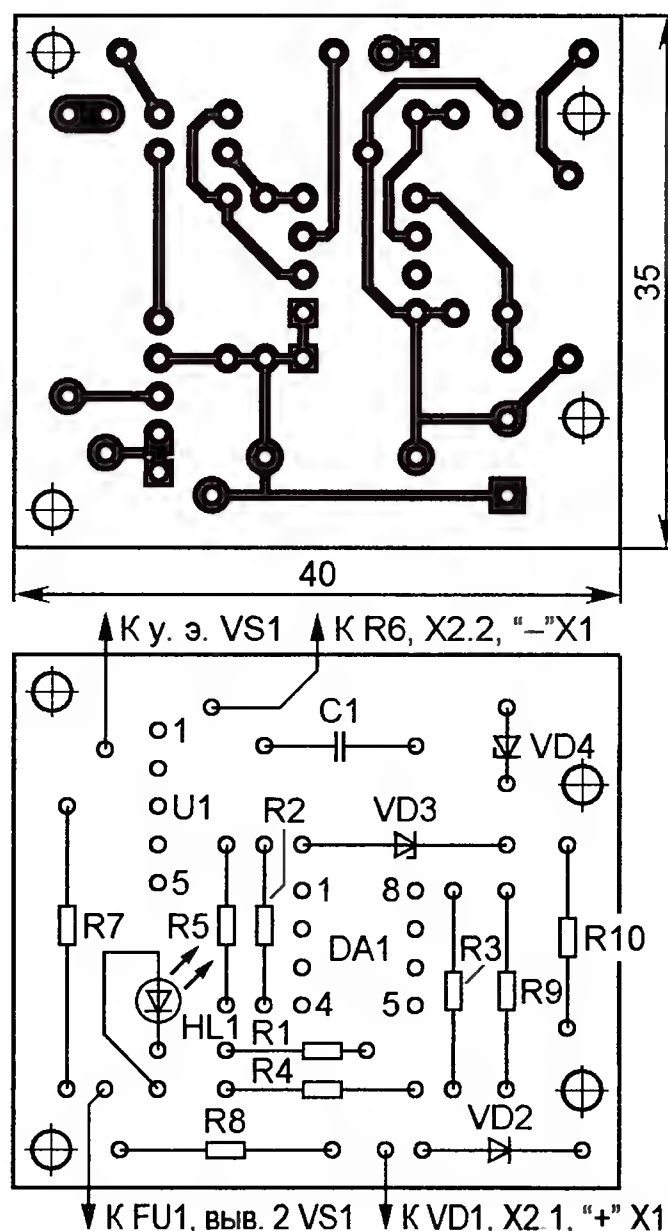 35
40
К у. э. VS1 К R6, X2.2, “–”X1
C1
1
VD4
U1
R2
VD3
5
1
8
R7
R5
DA1
R3
R10
R9
HL1
4
5
R1
R4
VD2
R8
К FU1, выв. 2 VS1 К VD1, X2.1, “+” X1